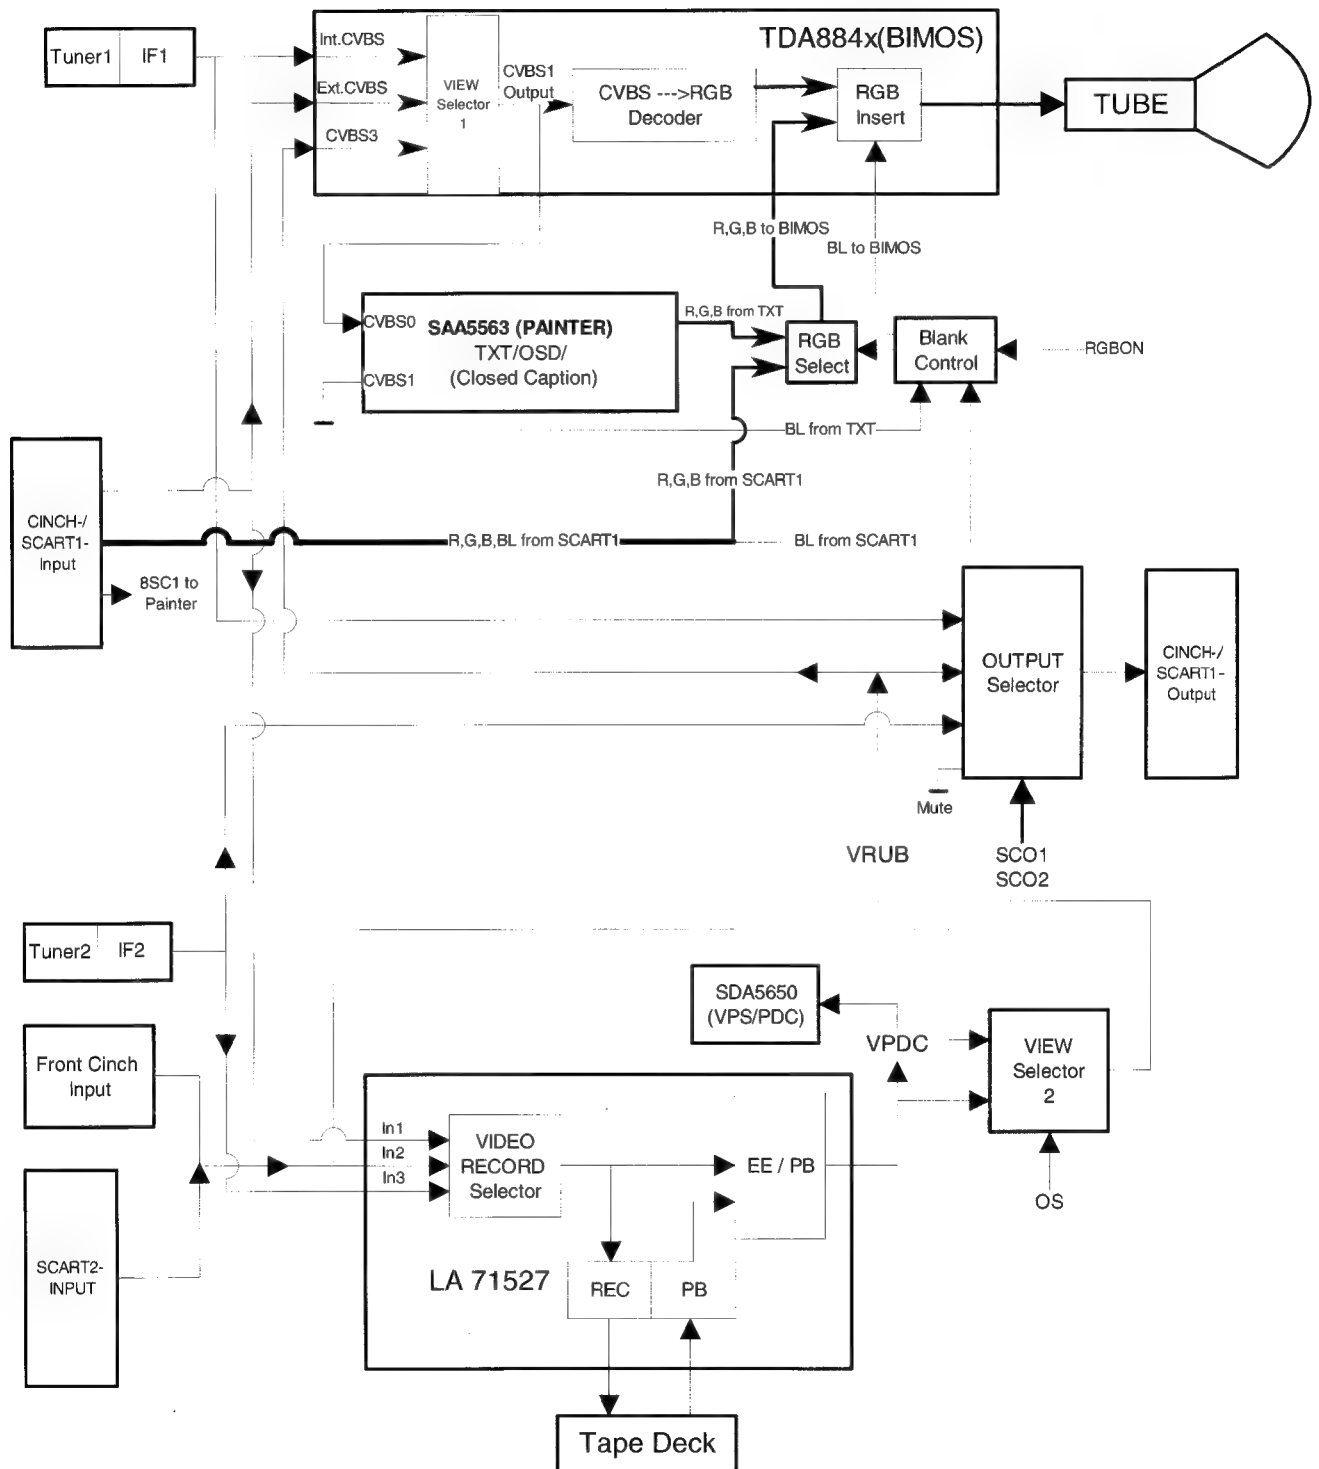 TDA884x(BIMOS)
Tuner1 IF1
Int.CVBS
Ext.CVBS
CVBS3
VIEW
Selector
1
CVBS1
Output
CVBS --->RGB
Decoder
RGB
Insert
TUBE
R,G,B to BIMOS
BL to BIMOS
CVBS0
SAA5563 (PAINTER)
TXT/OSD/
(Closed Caption)
CVBS1
R,G,B from TXT
RGB
Select
Blank
Control
RGBON
BL from TXT
R,G,B from SCART1
CINCH-/
SCART1-
Input
R,G,B,BL from SCART1
BL from SCART1
8SC1 to
Painter
OUTPUT
Selector
CINCH-/
SCART1-
Output
Mute
VRUB
SCO1
SCO2
Tuner2 IF2
SDA5650
(VPS/PDC)
VPDC
VIEW
Selector
2
OS
Front Cinch
Input
In1
In2
In3
VIDEO
RECORD
Selector
EE / PB
SCART2-
INPUT
LA 71527
REC
PB
Tape Deck